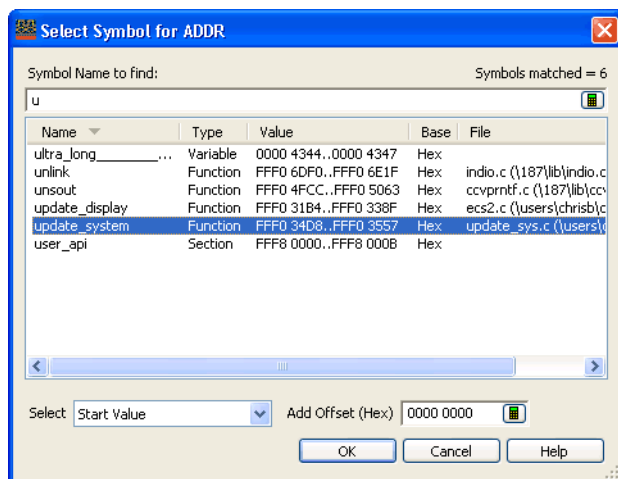 Select Symbol for ADDR
Symbol Name to find: Symbols matched = 6
u
Name Type Value Base File
ultra_long________... Variable 0000 4344..0000 4347 Hex
unlink Function FFF0 6DF0..FFF0 6E1F Hex indio.c (\187\lib\indio.c
unsout Function FFF0 4FCC..FFF0 5063 Hex ccvprntf.c (\187\lib\ccv
update_display Function FFF0 31B4..FFF0 338F Hex ecs2.c (\users\chrisb\c
update_system Function FFF0 34D8..FFF0 3557 Hex update_sys.c (\users\c
user_api Section FFF8 0000..FFF8 000B Hex
Select Start Value Add Offset (Hex) 0000 0000
OK Cancel Help